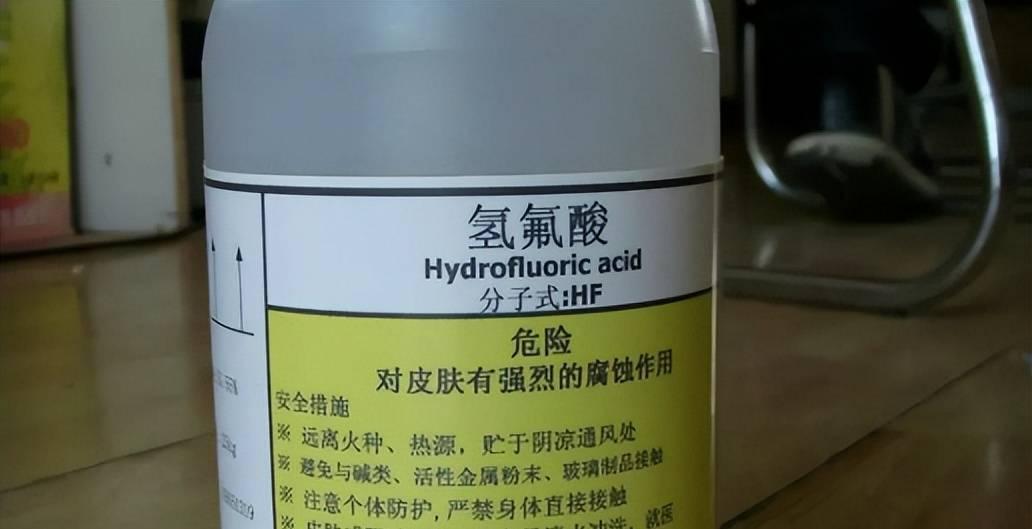 氢氟酸
Hydrofluoric acid
分子式:HF
危险
对皮肤有强烈的腐蚀作用
安全措施
※ 远离火种、热源，贮于阴凉通风处
※ 避免与碱类、活性金属粉末、玻璃制品接触
※ 注意个体防护,严禁身体直接接触